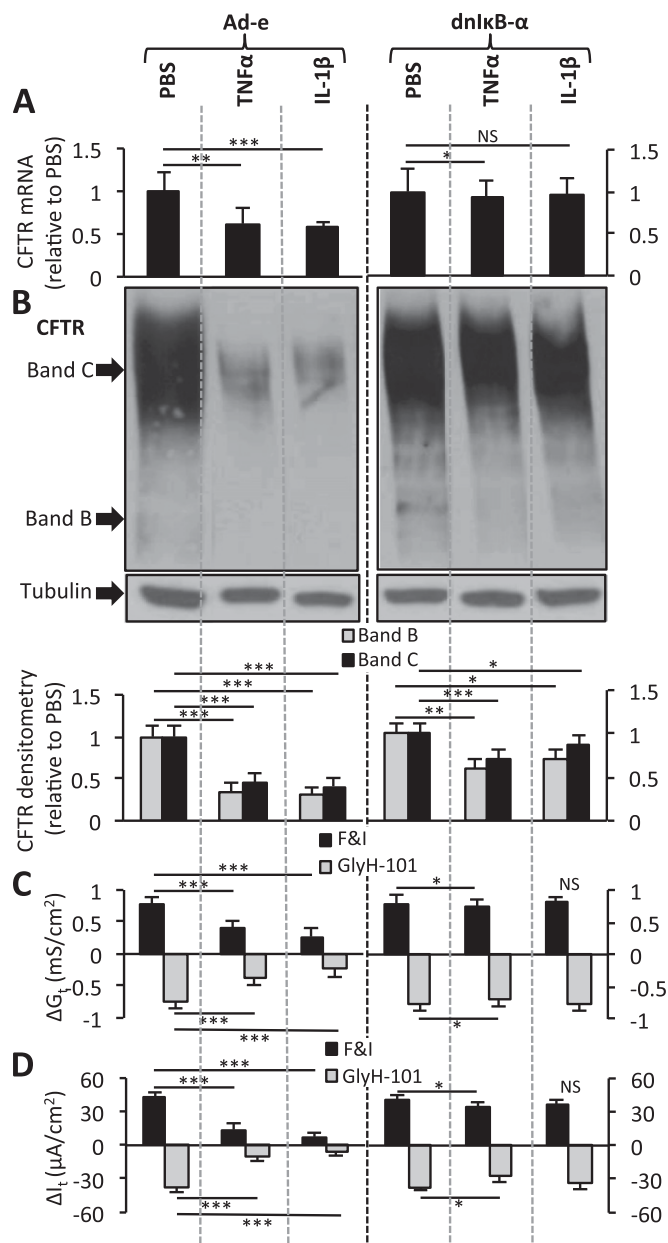 Ad-e dnIκB-α
PBS TNFα IL-1β PBS TNFα IL-1β
A
CFTR mRNA
(relative to PBS)
1.5 1.5
1 1
0.5 0.5
0 0
*** NS
** *
B
CFTR
Band C
Band B
Tubulin
Band B
Band C
CFTR densitometry
(relative to PBS)
1.5 1.5
1 1
0.5 0.5
0 0
*** *
*** *
*** ***
*** **
F&I
GlyH-101
C
ΔGt (mS/cm²)
1 1
0.5 0.5
0 0
-0.5 -0.5
-1 -1
***
*** * NS
*** *
***
F&I
GlyH-101
D
ΔIt (µA/cm²)
60 60
30 30
0 0
-30 -30
-60 -60
***
*** * NS
*** *
***